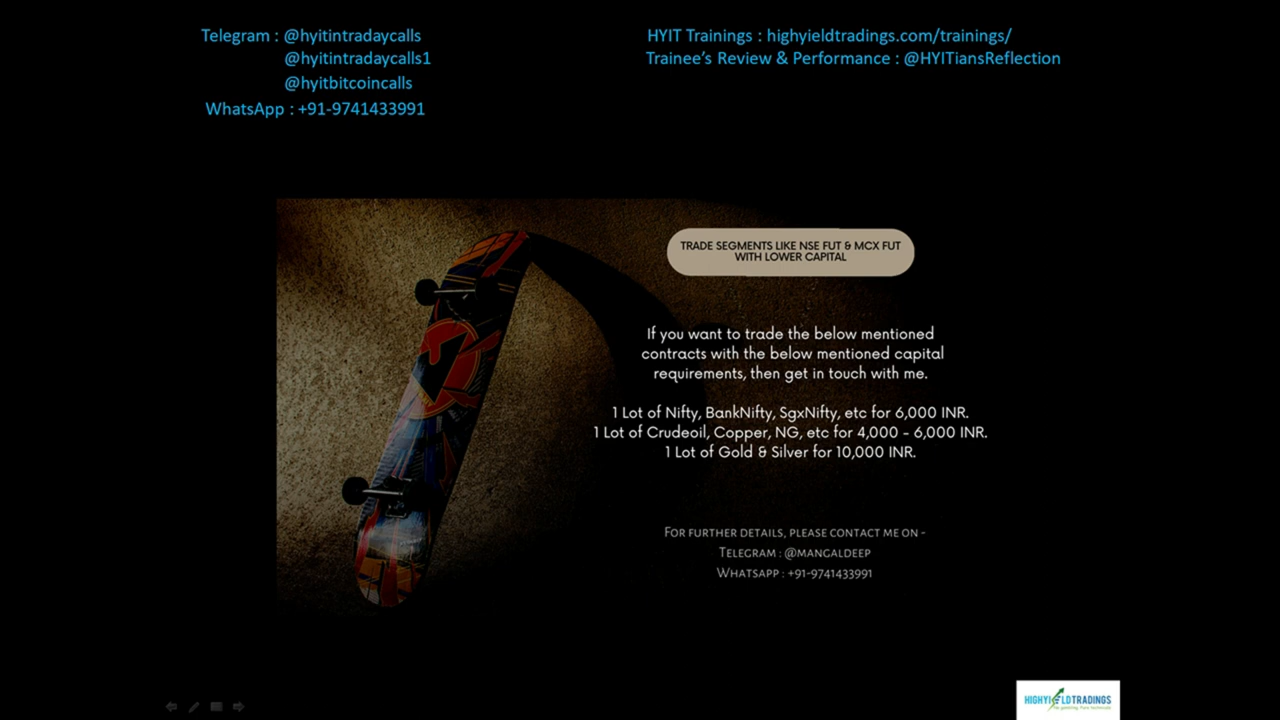 Telegram : @hyitintradaycalls
@hyitintradaycalls1
@hyitbitcoincalls
WhatsApp : +91-9741433991
HYIT Trainings : highyieldtradings.com/trainings/
Trainee's Review & Performance : @HYITiansReflection
TRADE SEGMENTS LIKE NSE FUT & MCX FUT
WITH LOWER CAPITAL
If you want to trade the below mentioned
contracts with the below mentioned capital
requirements, then get in touch with me.
1 Lot of Nifty, BankNifty, SgxNifty, etc for 6,000 INR.
1 Lot of Crudeoil, Copper, NG, etc for 4,000 - 6,000 INR.
1 Lot of Gold & Silver for 10,000 INR.
For further details, please contact me on -
Telegram : @mangaldeep
Whatsapp : +91-9741433991
HIGHYIELDTRADINGS